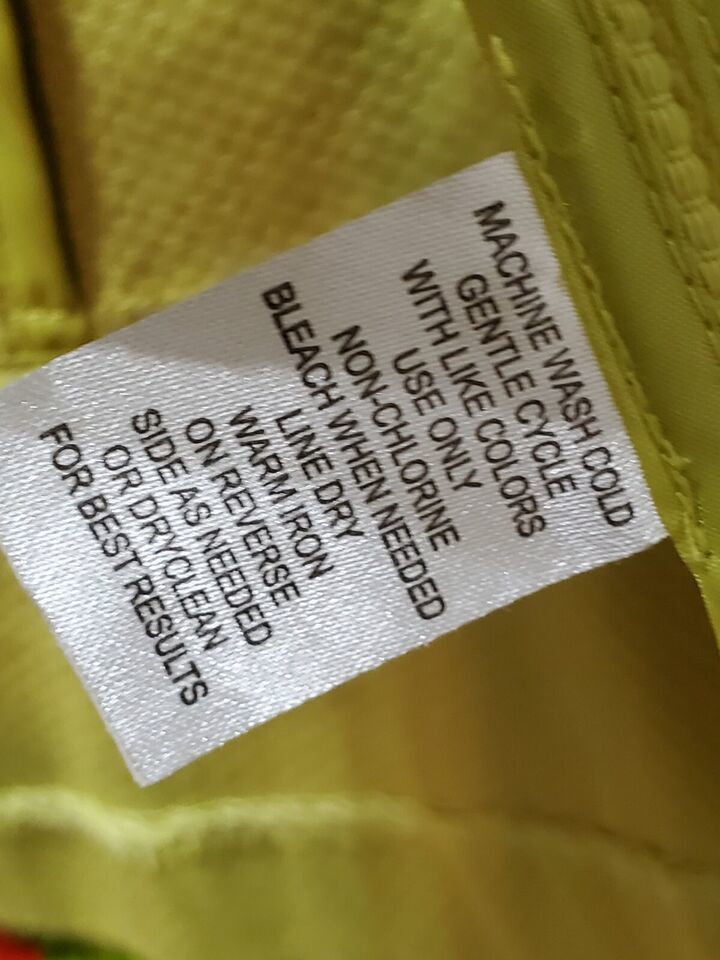 MACHINE WASH COLD
GENTLE CYCLE
WITH LIKE COLORS
USE ONLY
NON-CHLORINE
BLEACH WHEN NEEDED
LINE DRY
WARM IRON
ON REVERSE
SIDE AS NEEDED
OR DRYCLEAN
FOR BEST RESULTS